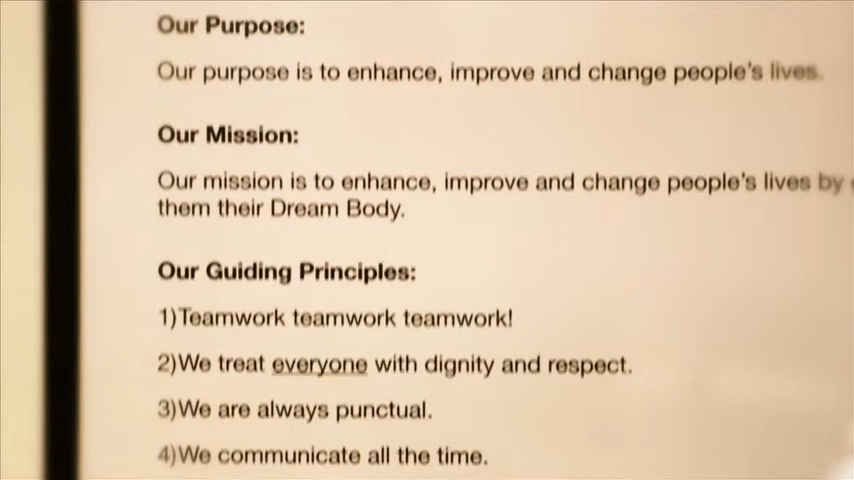 Our Purpose:
Our purpose is to enhance, improve and change people's lives.
Our Mission:
Our mission is to enhance, improve and change people's lives by
them their Dream Body.
Our Guiding Principles:
1)Teamwork teamwork teamwork!
2)We treat everyone with dignity and respect.
3)We are always punctual.
4)We communicate all the time.